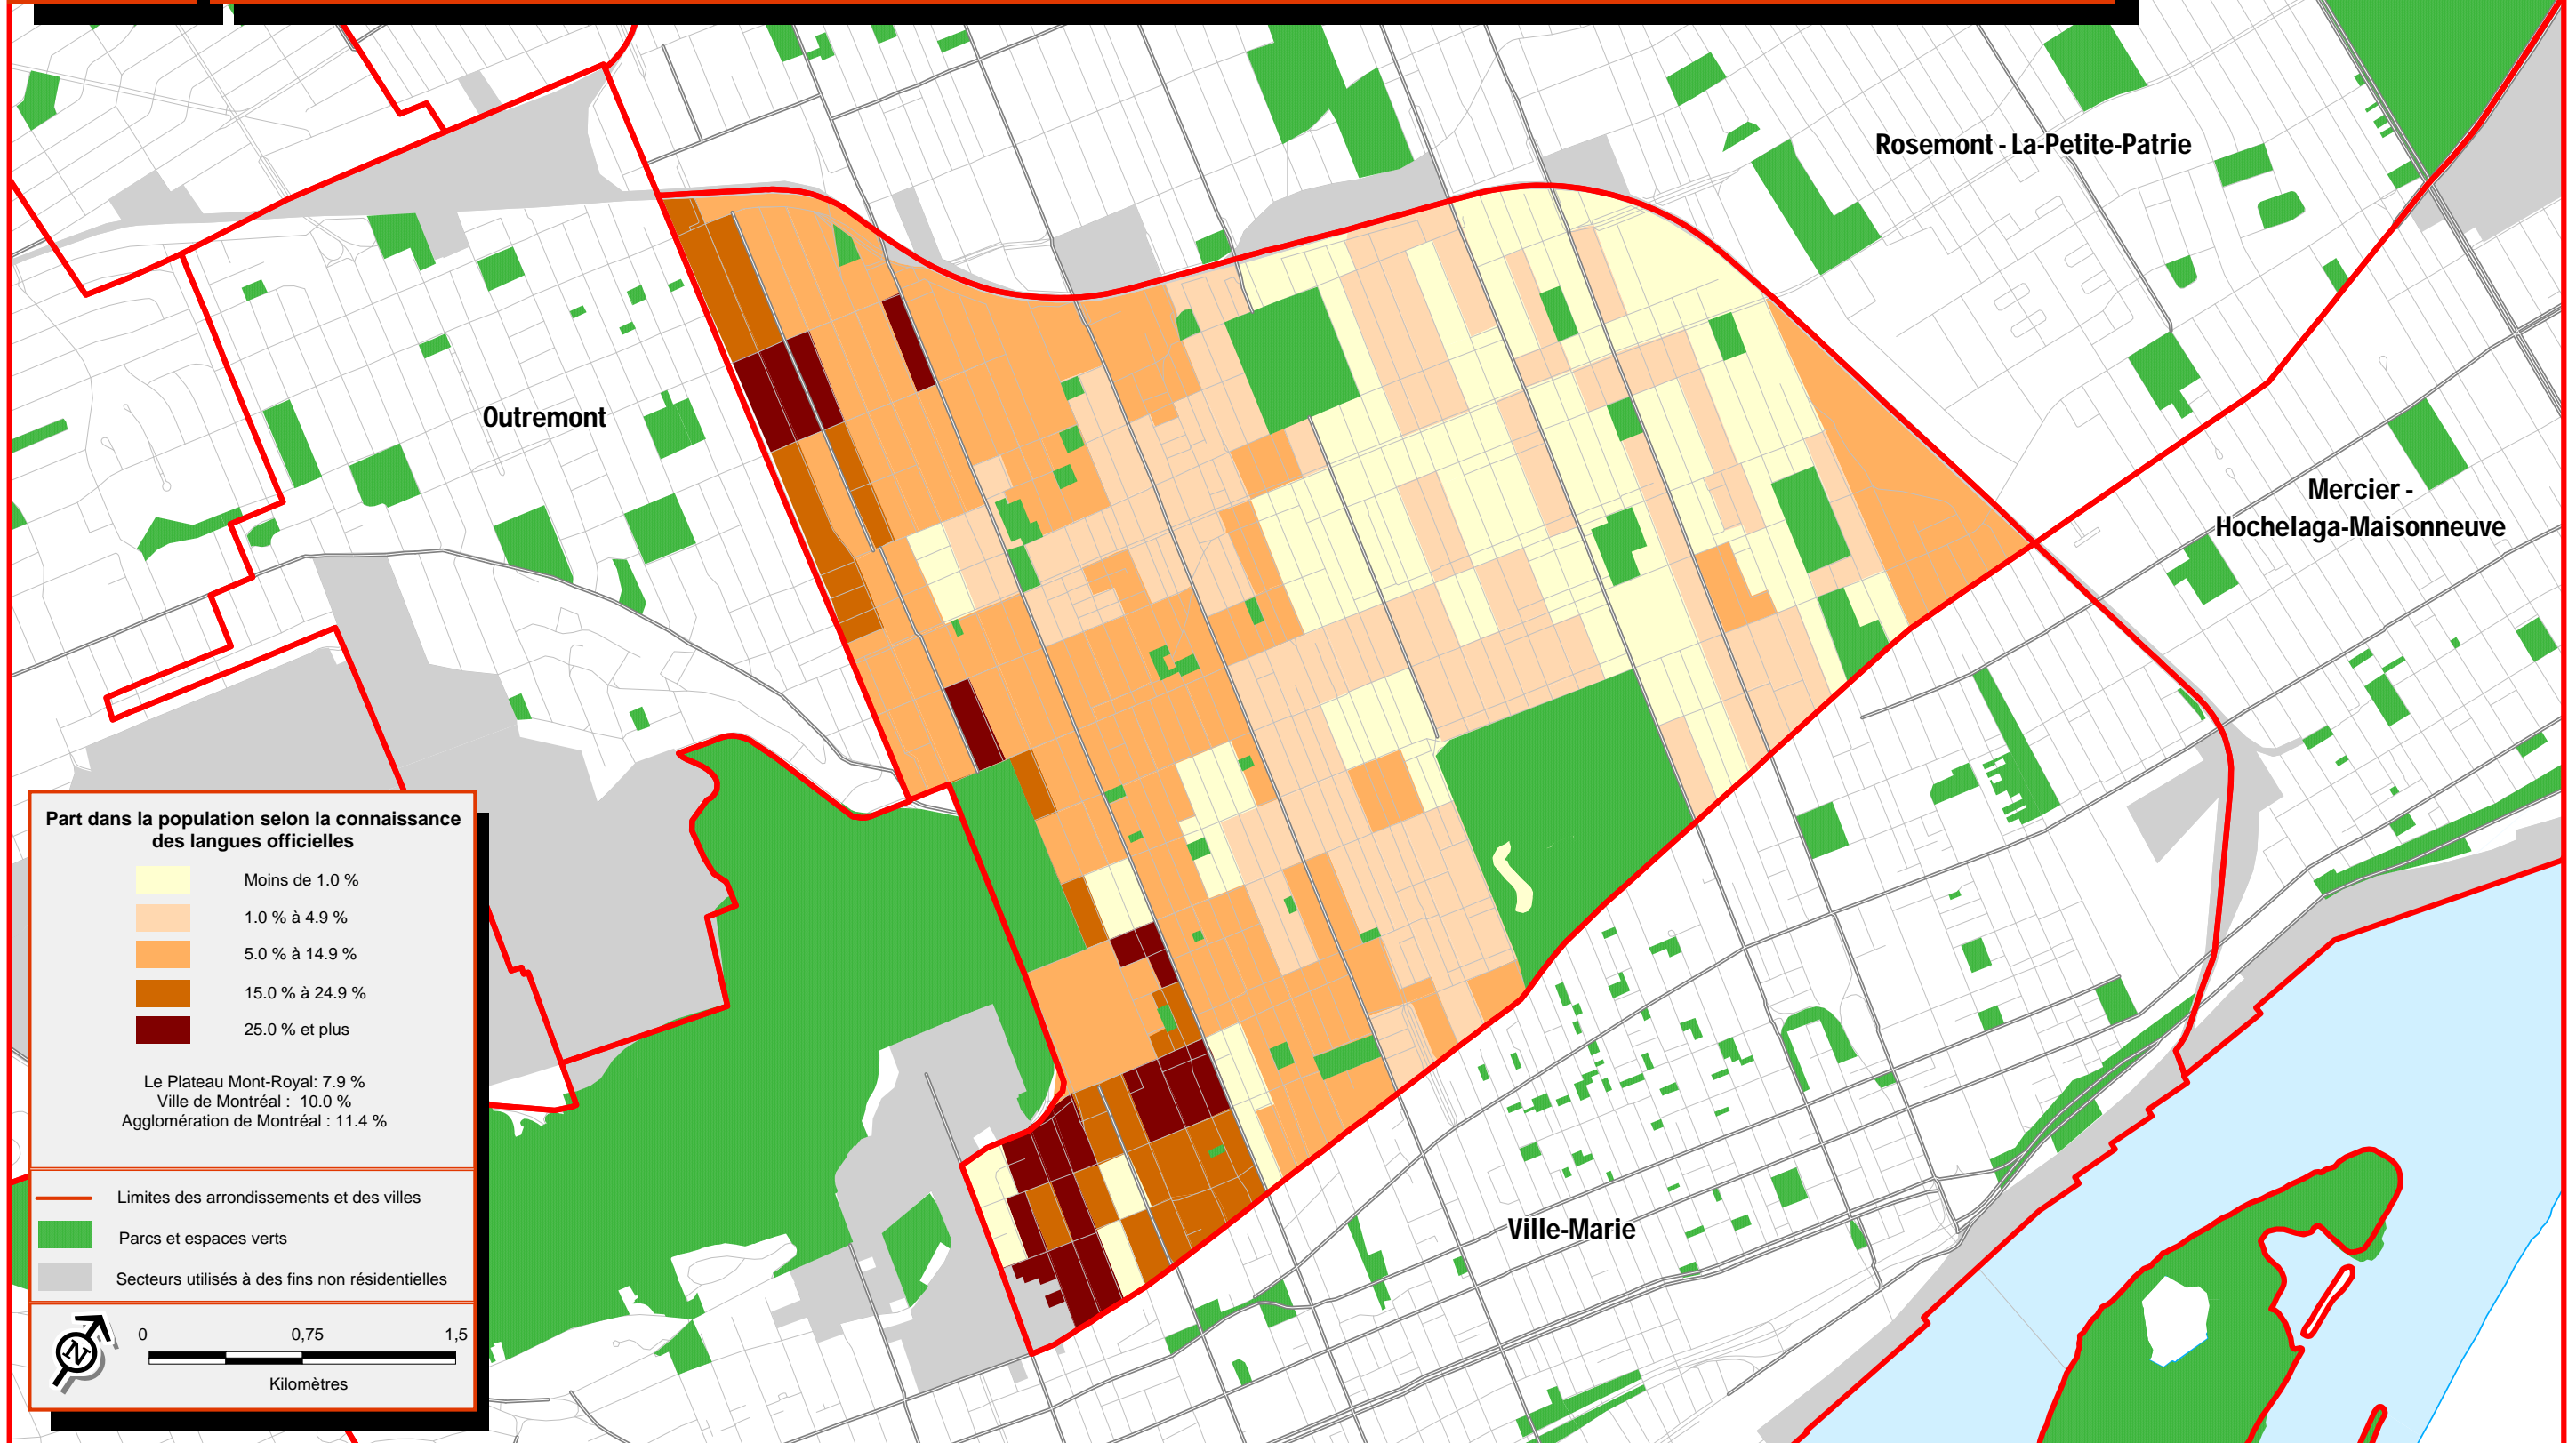 Rosemont - La-Petite-Patrie
Outremont
Mercier -
Hochelaga-Maisonneuve
Ville-Marie
Part dans la population selon la connaissance
des langues officielles
Moins de 1.0 %
1.0 % à 4.9 %
5.0 % à 14.9 %
15.0 % à 24.9 %
25.0 % et plus
Le Plateau Mont-Royal: 7.9 %
Ville de Montréal : 10.0 %
Agglomération de Montréal : 11.4 %
Limites des arrondissements et des villes
Parcs et espaces verts
Secteurs utilisés à des fins non résidentielles
N
0 0,75 1,5
Kilomètres